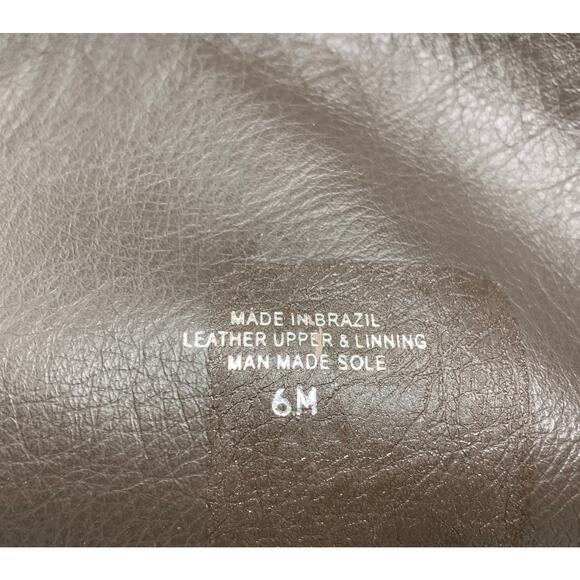 MADE IN BRAZIL
LEATHER UPPER & LINNING
MAN MADE SOLE
6M